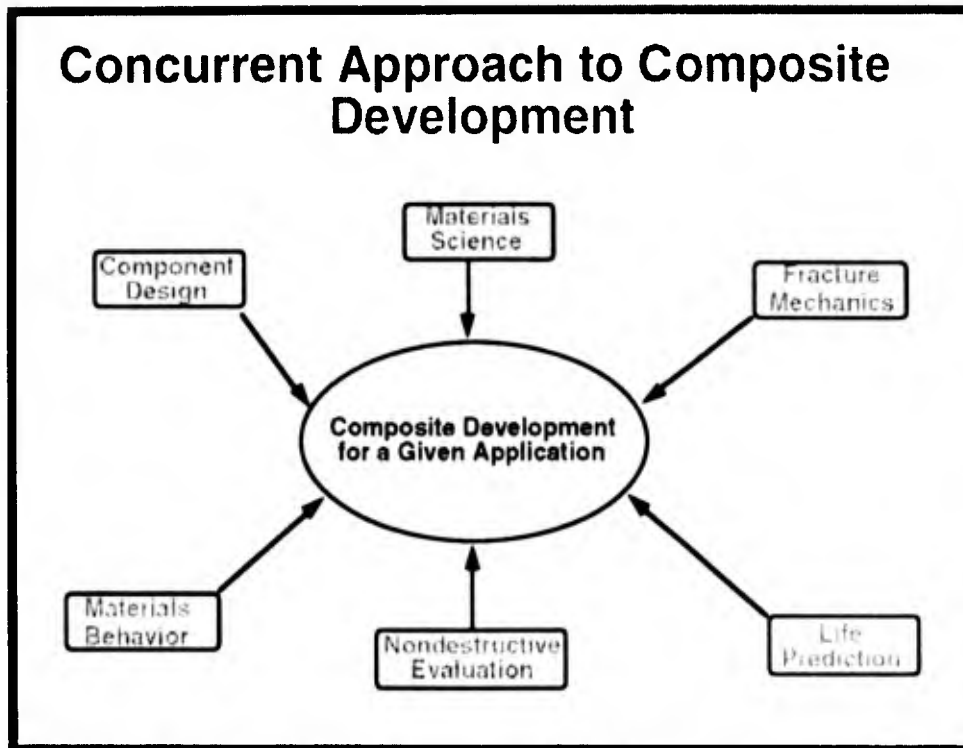 Concurrent Approach to Composite
Development
Materials
Science
Component
Design
Fracture
Mechanics
Composite Development
for a Given Application
Materials
Behavior
Nondestructive
Evaluation
Life
Prediction